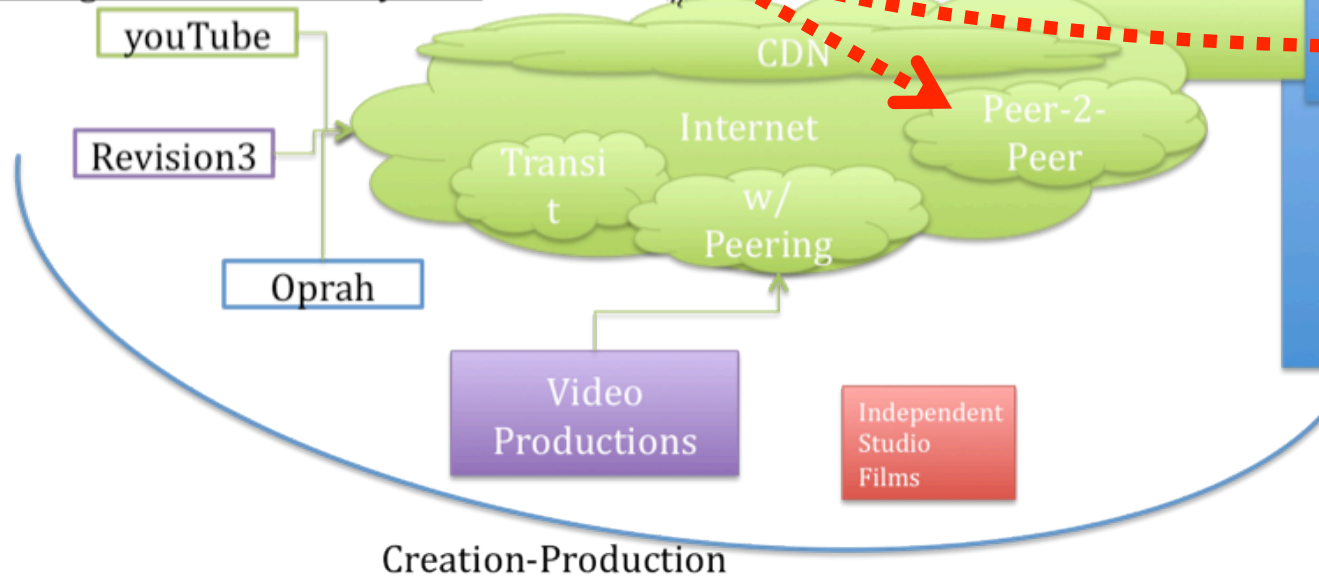 youTube
CDN
Internet
Peer-2-
Peer
Revision3
Transi
t
w/
Peering
Oprah
Video
Productions
Independent
Studio
Films
Creation-Production